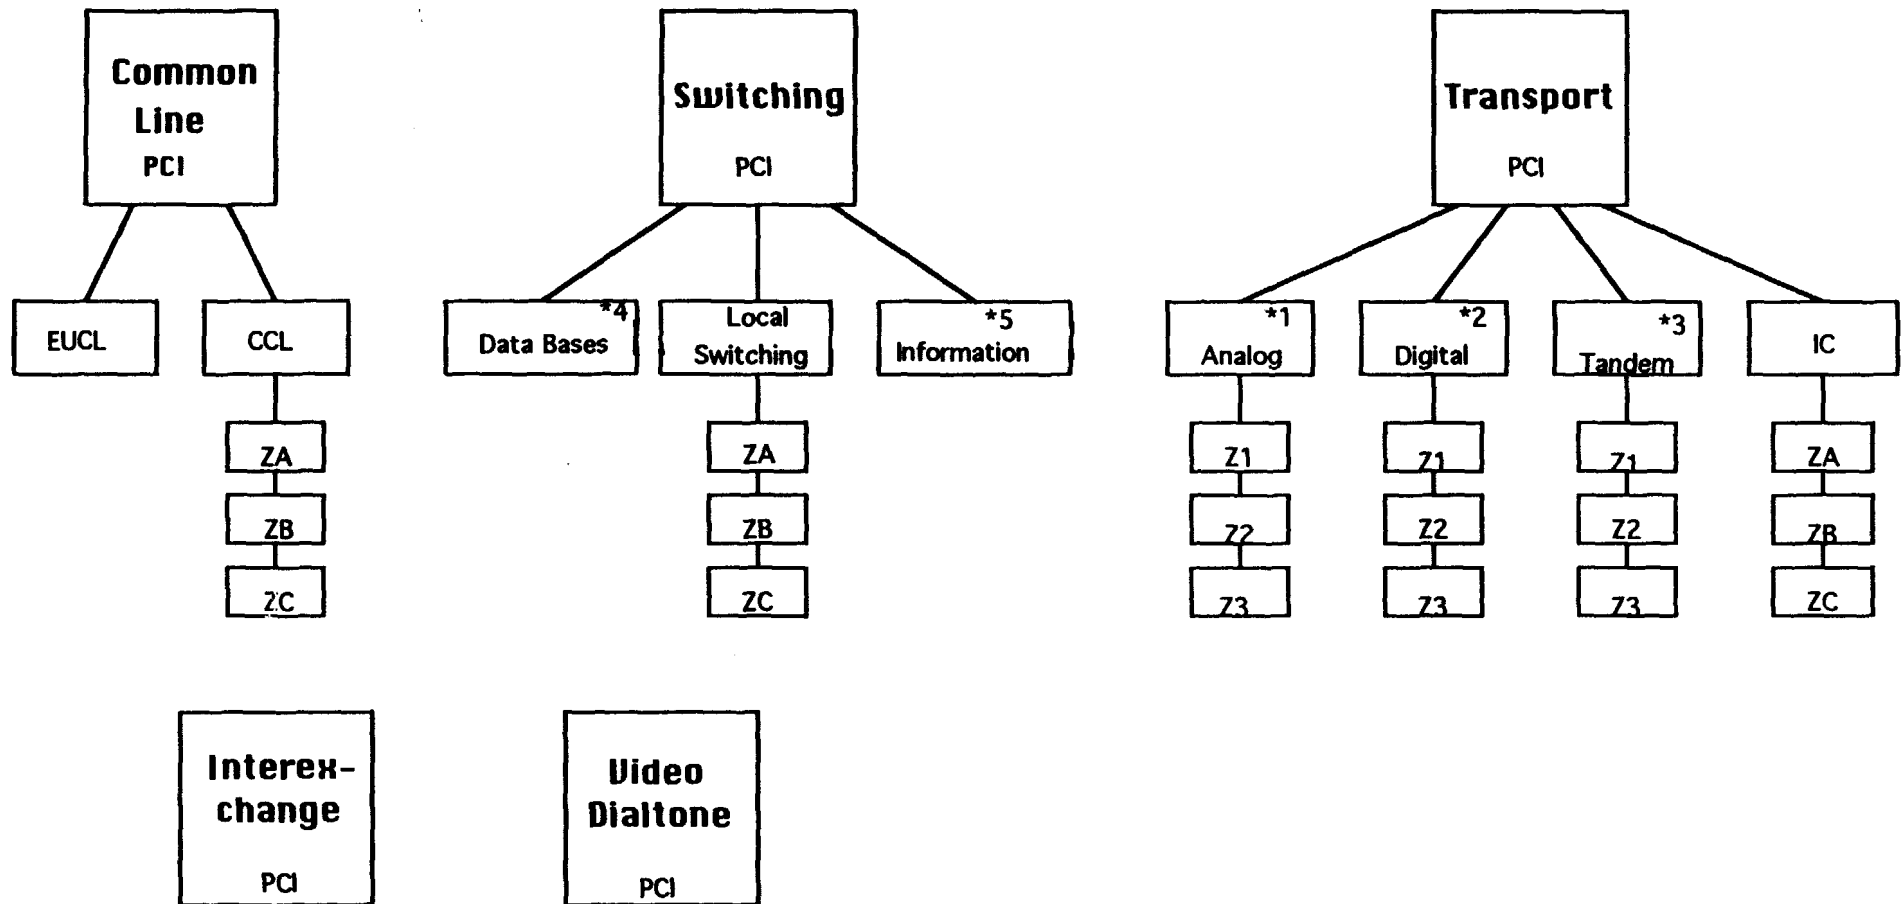 Common
Line
PCI
Switching
PCI
Transport
PCI
EUCL
CCL
*4
Data Bases
Local
Switching
*5
Information
*1
Analog
*2
Digital
*3
Tandem
IC
ZA
ZB
ZC
ZA
ZB
ZC
Z1
Z2
Z3
Z1
Z2
Z3
Z1
Z2
Z3
ZA
ZB
ZC
Interex-
change
PCI
Video
Dialtone
PCI